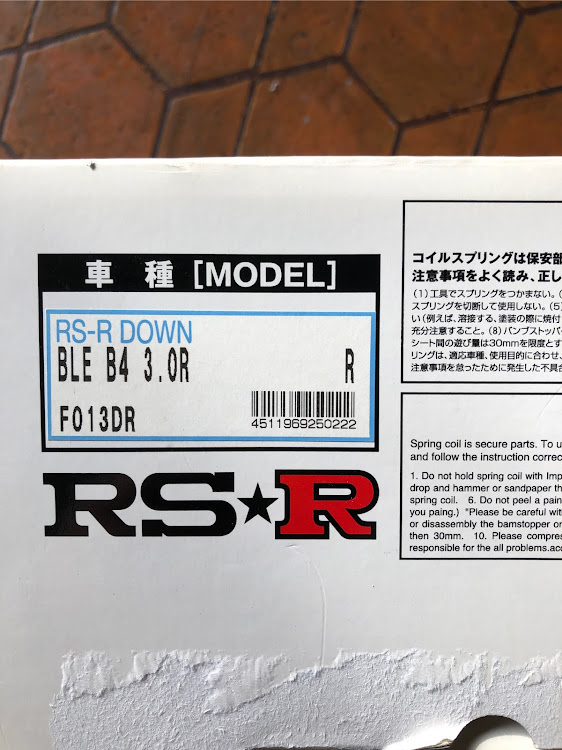 車種 [MODEL]
RS-R DOWN
BLE B4 3.0R R
F013DR
4511969250222
RS★R
コイルスプリングは保安部
注意事項をよく読み、正し
(1)工具でスプリングをつかまない。(
スプリングを切断して使用しない。(5)
い(例えば、溶接する、塗装の際に焼付
充分注意すること。(8)バンプストッパー
シート間の遊び量は30mmを限度とす
リングは、適応車種、使用目的に合わせ、
注意事項を怠ったために発生した不具合
Spring coil is secure parts. To u
and follow the instruction correc
1. Do not hold spring coil with Imp
drop and hammer or sandpaper th
spring coil. 6. Do not peel a pain
you paing.) "Please be careful wit
or disassembly the bamstopper or
then 30mm. 10. Please compres
responsible for the all problems.acc